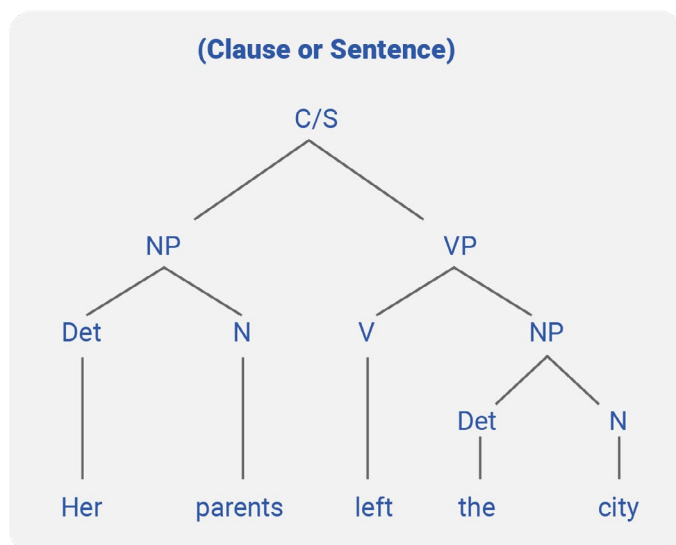 (Clause or Sentence)
C/S
NP VP
Det N V NP
Det N
Her parents left the city